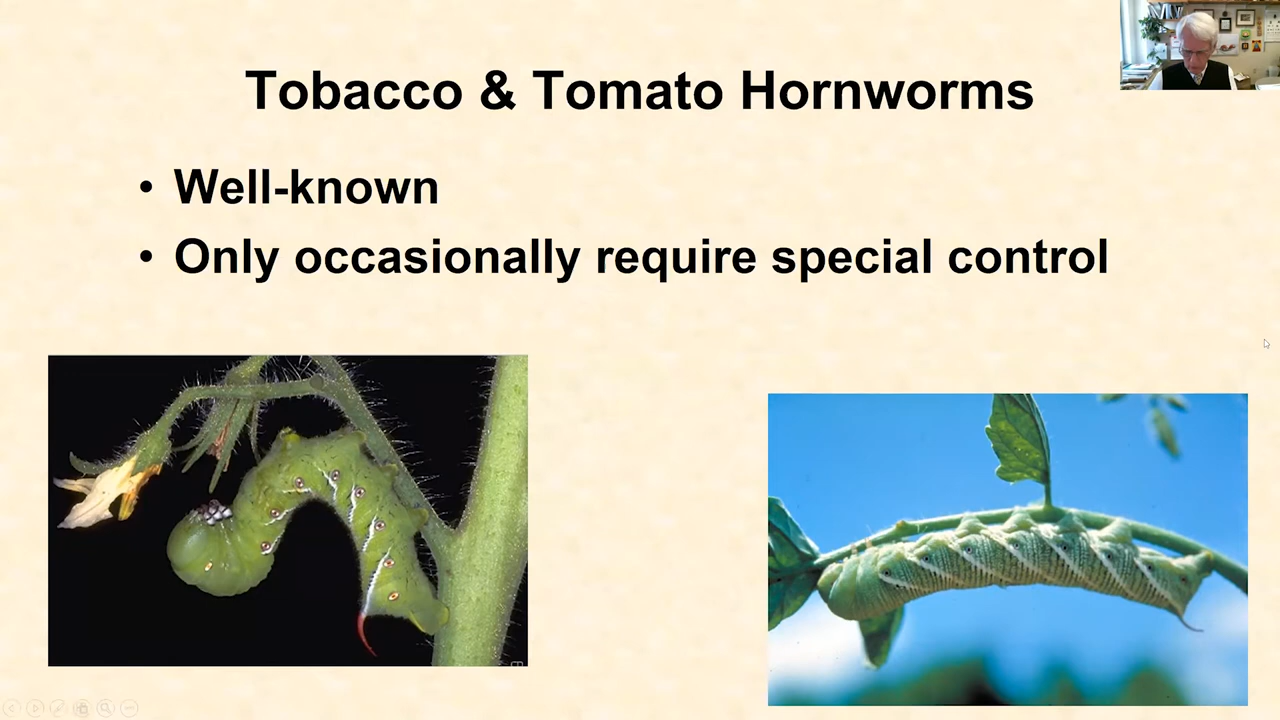 Tobacco & Tomato Hornworms
• Well-known
• Only occasionally require special control